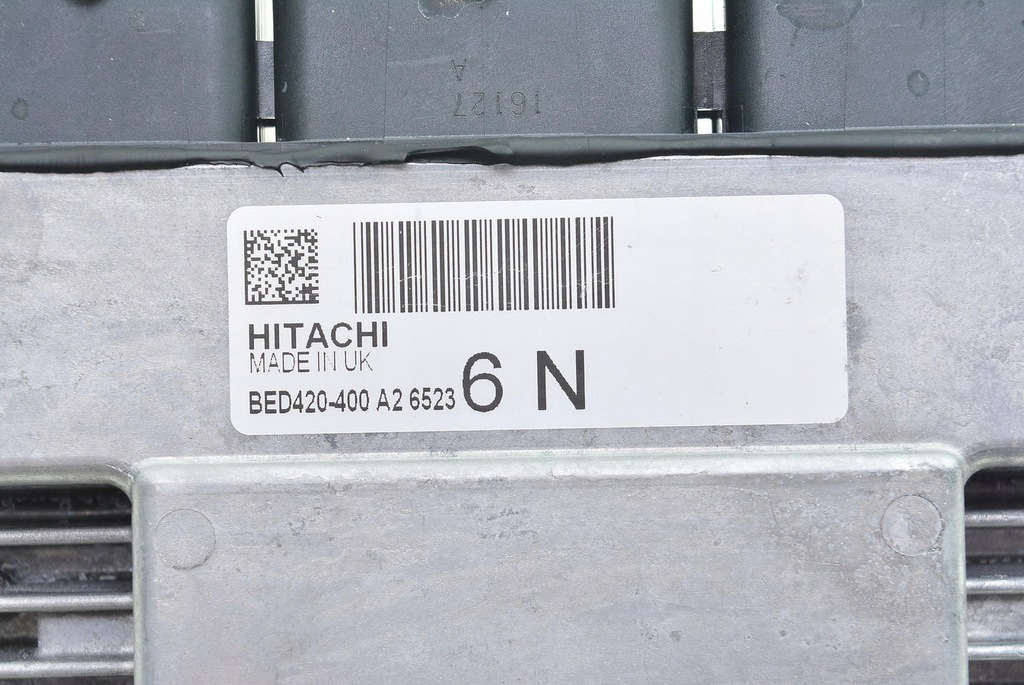 16127
A
HITACHI
MADE IN UK
BED420-400 A2 6523 6 N